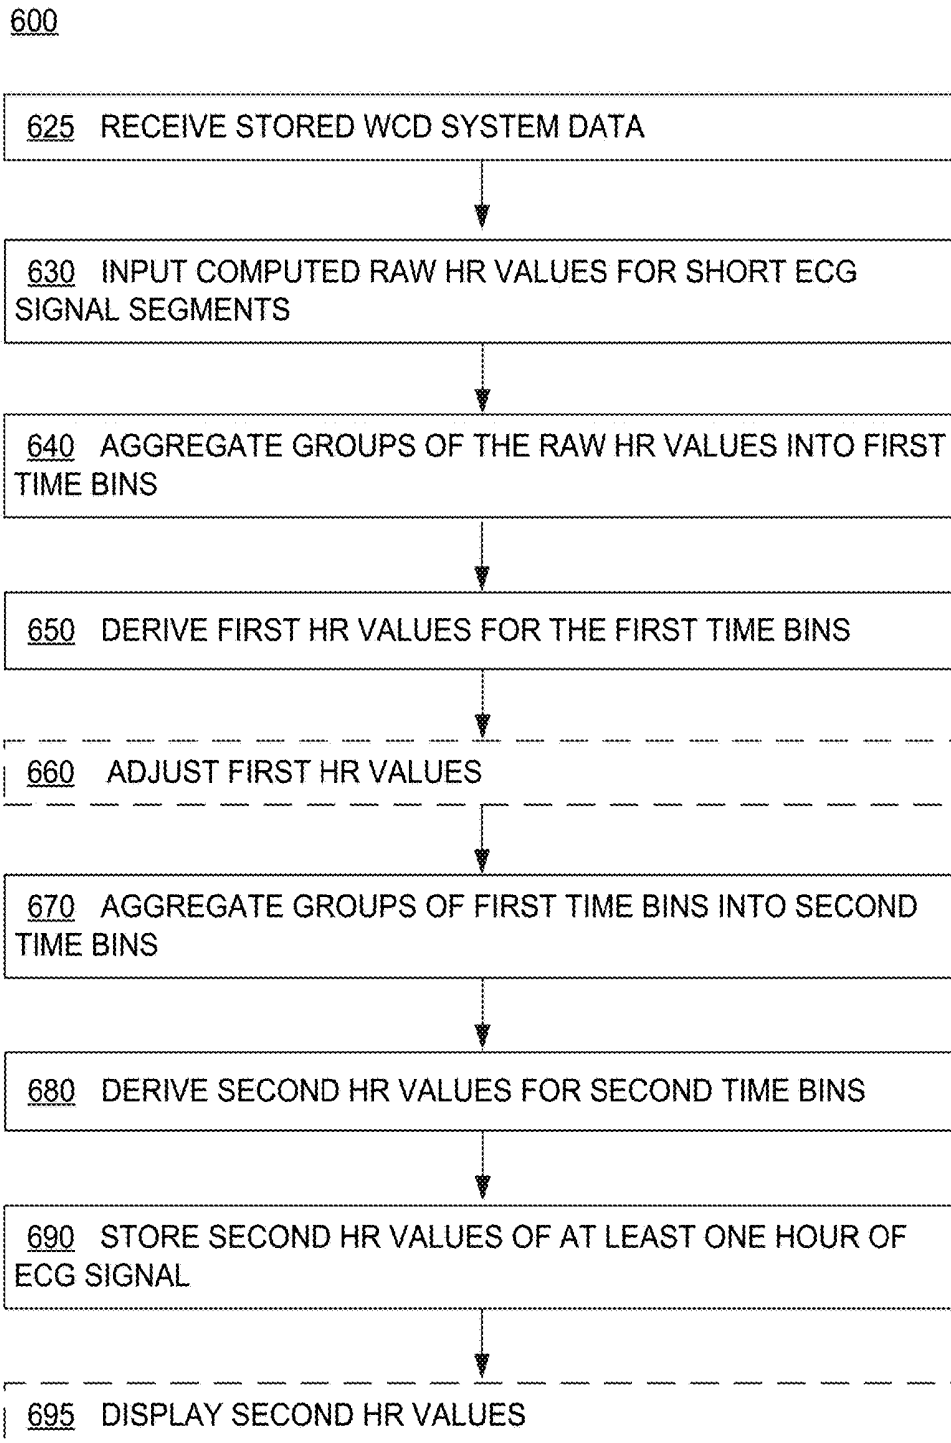 600
625 RECEIVE STORED WCD SYSTEM DATA
630 INPUT COMPUTED RAW HR VALUES FOR SHORT ECG
SIGNAL SEGMENTS
640 AGGREGATE GROUPS OF THE RAW HR VALUES INTO FIRST
TIME BINS
650 DERIVE FIRST HR VALUES FOR THE FIRST TIME BINS
660 ADJUST FIRST HR VALUES
670 AGGREGATE GROUPS OF FIRST TIME BINS INTO SECOND
TIME BINS
680 DERIVE SECOND HR VALUES FOR SECOND TIME BINS
690 STORE SECOND HR VALUES OF AT LEAST ONE HOUR OF
ECG SIGNAL
695 DISPLAY SECOND HR VALUES